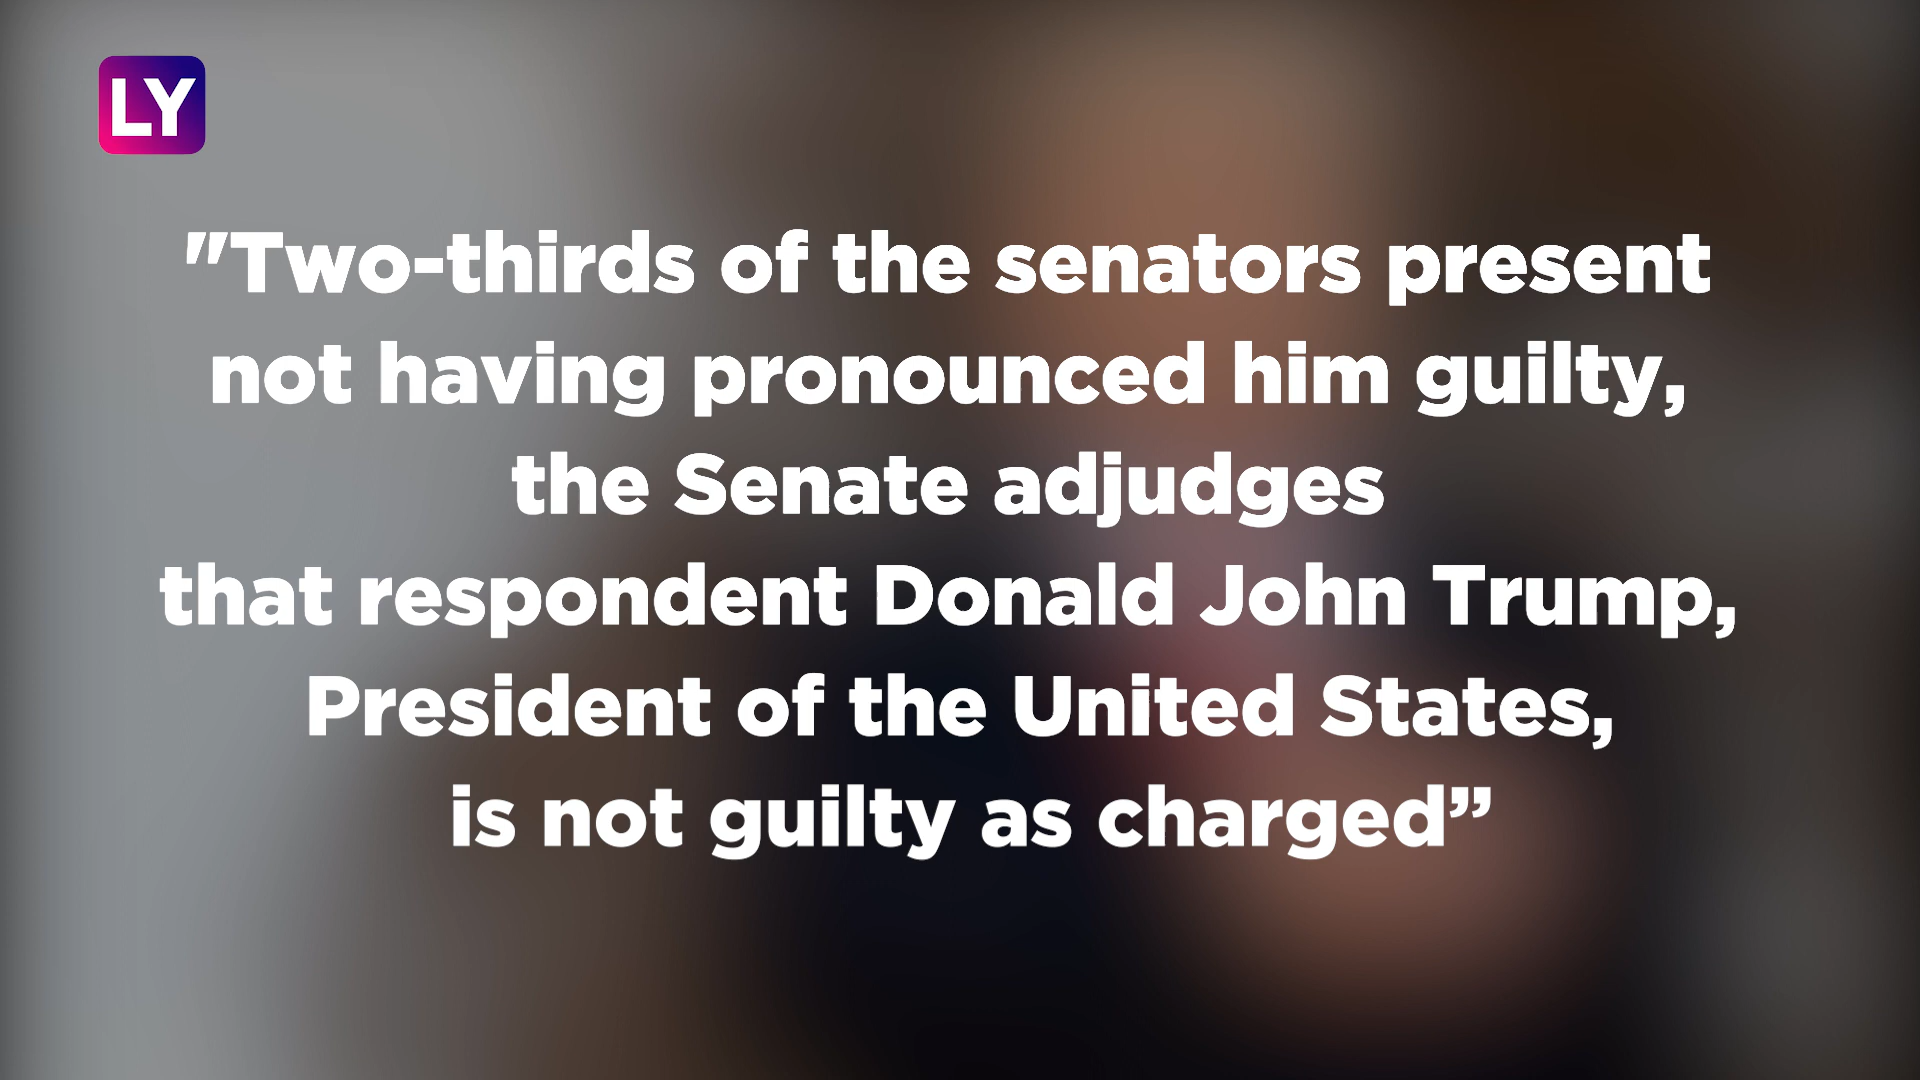 LY
"Two-thirds of the senators present
not having pronounced him guilty,
the Senate adjudges
that respondent Donald John Trump,
President of the United States,
is not guilty as charged”